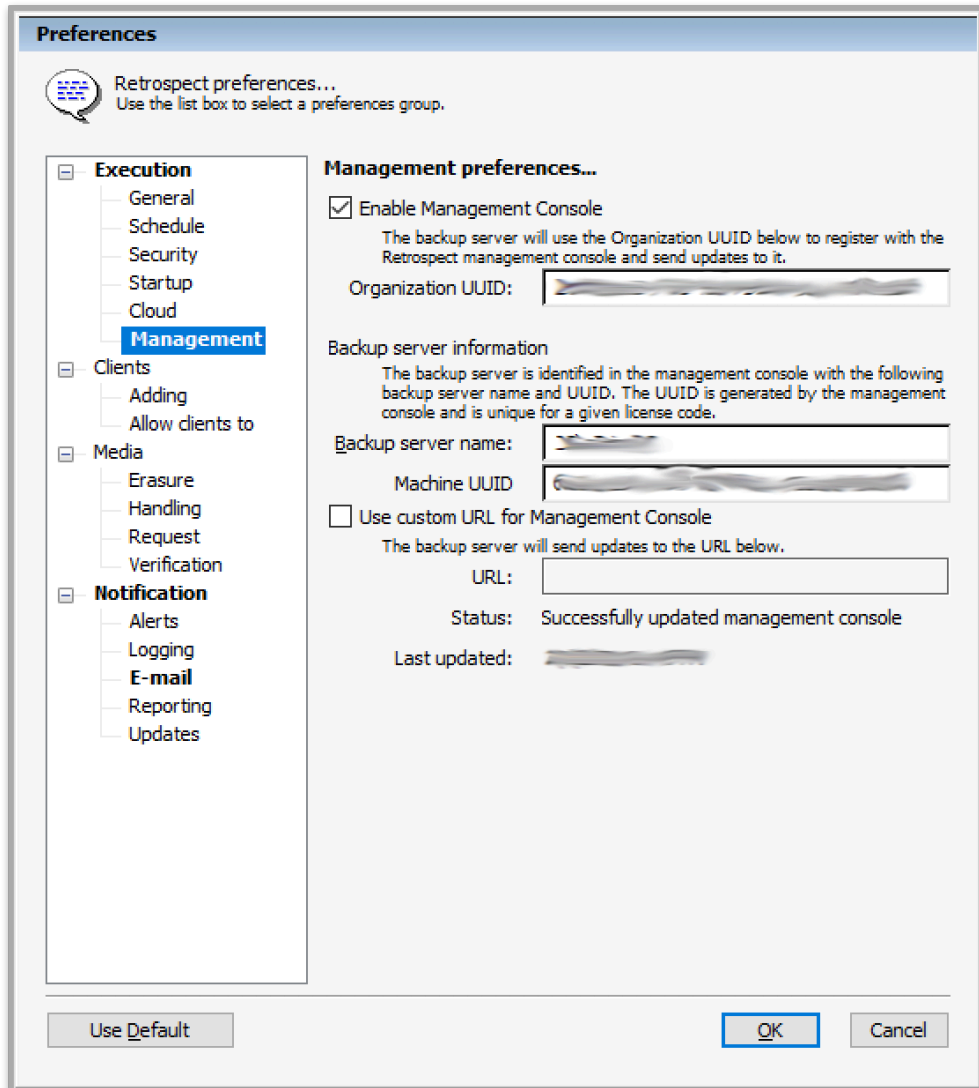 Preferences
Retrospect preferences...
Use the list box to select a preferences group.
Execution
General
Schedule
Security
Startup
Cloud
Management
Clients
Adding
Allow clients to
Media
Erasure
Handling
Request
Verification
Notification
Alerts
Logging
E-mail
Reporting
Updates
Management preferences...
Enable Management Console
The backup server will use the Organization UUID below to register with the
Retrospect management console and send updates to it.
Organization UUID:
Backup server information
The backup server is identified in the management console with the following
backup server name and UUID. The UUID is generated by the management
console and is unique for a given license code.
Backup server name:
Machine UUID
Use custom URL for Management Console
The backup server will send updates to the URL below.
URL:
Status: Successfully updated management console
Last updated:
Use Default
OK
Cancel